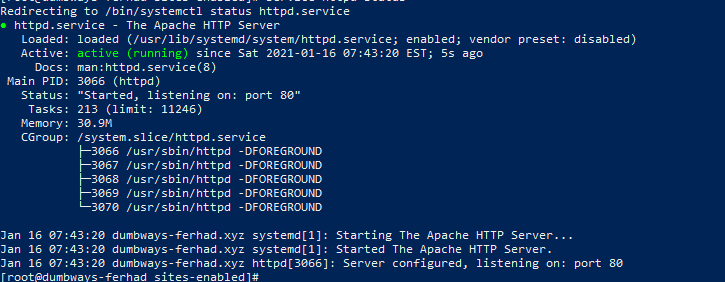 Redirecting to /bin/systemctl status httpd.service
● httpd.service - The Apache HTTP Server
   Loaded: loaded (/usr/lib/systemd/system/httpd.service; enabled; vendor preset: disabled)
   Active: active (running) since Sat 2021-01-16 07:43:20 EST; 5s ago
     Docs: man:httpd.service(8)
 Main PID: 3066 (httpd)
   Status: "Started, listening on: port 80"
    Tasks: 213 (limit: 11246)
   Memory: 30.9M
   CGroup: /system.slice/httpd.service
           ├─3066 /usr/sbin/httpd -DFOREGROUND
           ├─3067 /usr/sbin/httpd -DFOREGROUND
           ├─3068 /usr/sbin/httpd -DFOREGROUND
           ├─3069 /usr/sbin/httpd -DFOREGROUND
           └─3070 /usr/sbin/httpd -DFOREGROUND
Jan 16 07:43:20 dumbways-ferhad.xyz systemd[1]: Starting The Apache HTTP Server...
Jan 16 07:43:20 dumbways-ferhad.xyz systemd[1]: Started The Apache HTTP Server.
Jan 16 07:43:20 dumbways-ferhad.xyz httpd[3066]: Server configured, listening on: port 80
[root@dumbways-ferhad sites-enabled]#